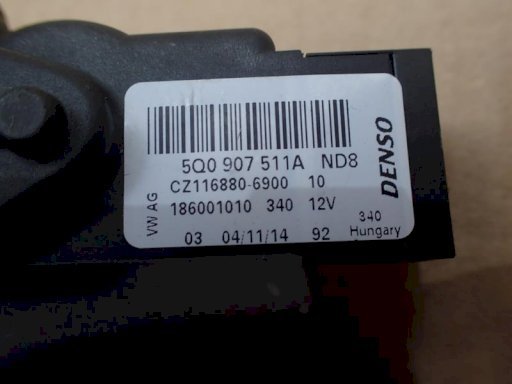 5Q0 907 511A ND8
CZ116880-6900 10
186001010 340 12V
03 04/11/14 92
VW AG
DENSO
340
Hungary